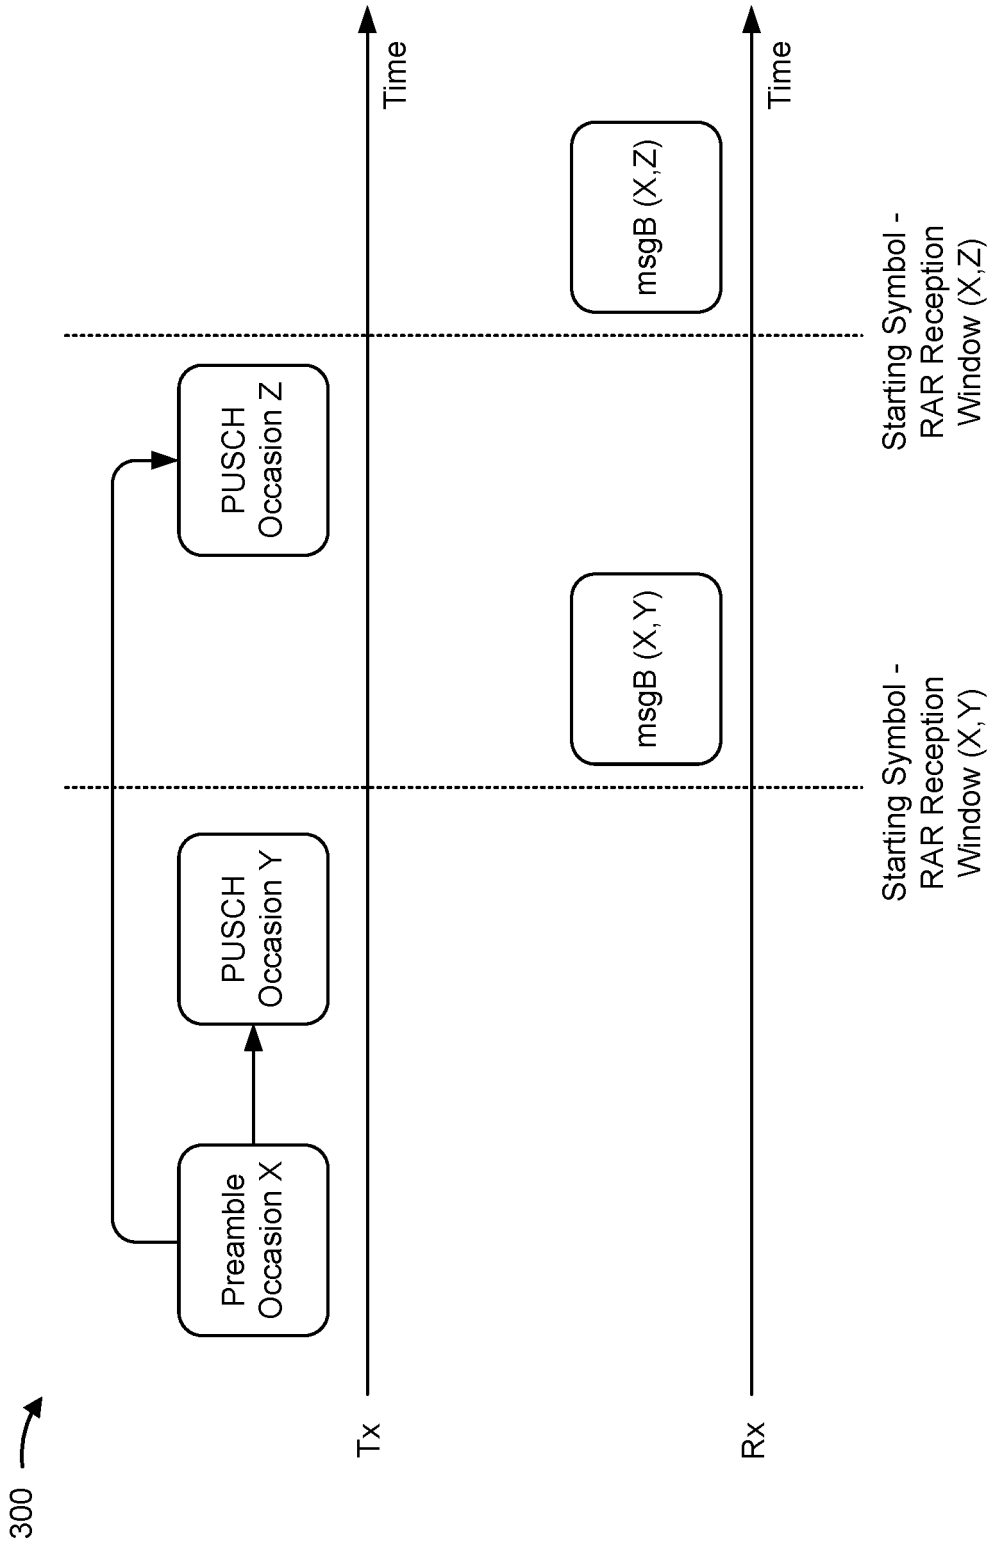 300
Preamble
Occasion X
PUSCH
Occasion Y
PUSCH
Occasion Z
Tx
Time
msgB (X,Y)
msgB (X,Z)
Rx
Time
Starting Symbol -
RAR Reception
Window (X,Y)
Starting Symbol -
RAR Reception
Window (X,Z)